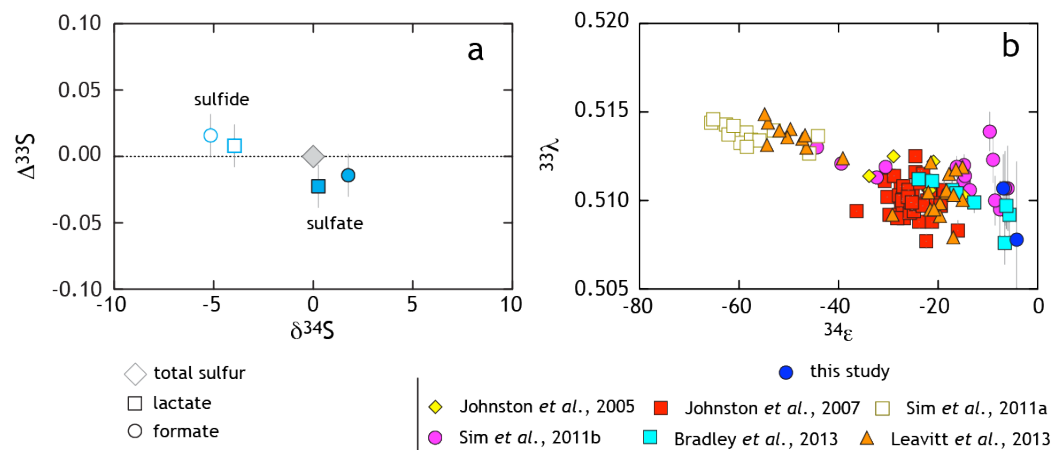 a
0.10
0.05
0.00
-0.05
-0.10
Δ33S
sulfide
sulfate
-10
-5
0
5
10
δ34S
b
0.520
0.515
0.510
0.505
33λ
-80
-60
-40
-20
0
34ε
total sulfur
lactate
formate
this study
Johnston et al., 2005
Johnston et al., 2007
Sim et al., 2011a
Sim et al., 2011b
Bradley et al., 2013
Leavitt et al., 2013